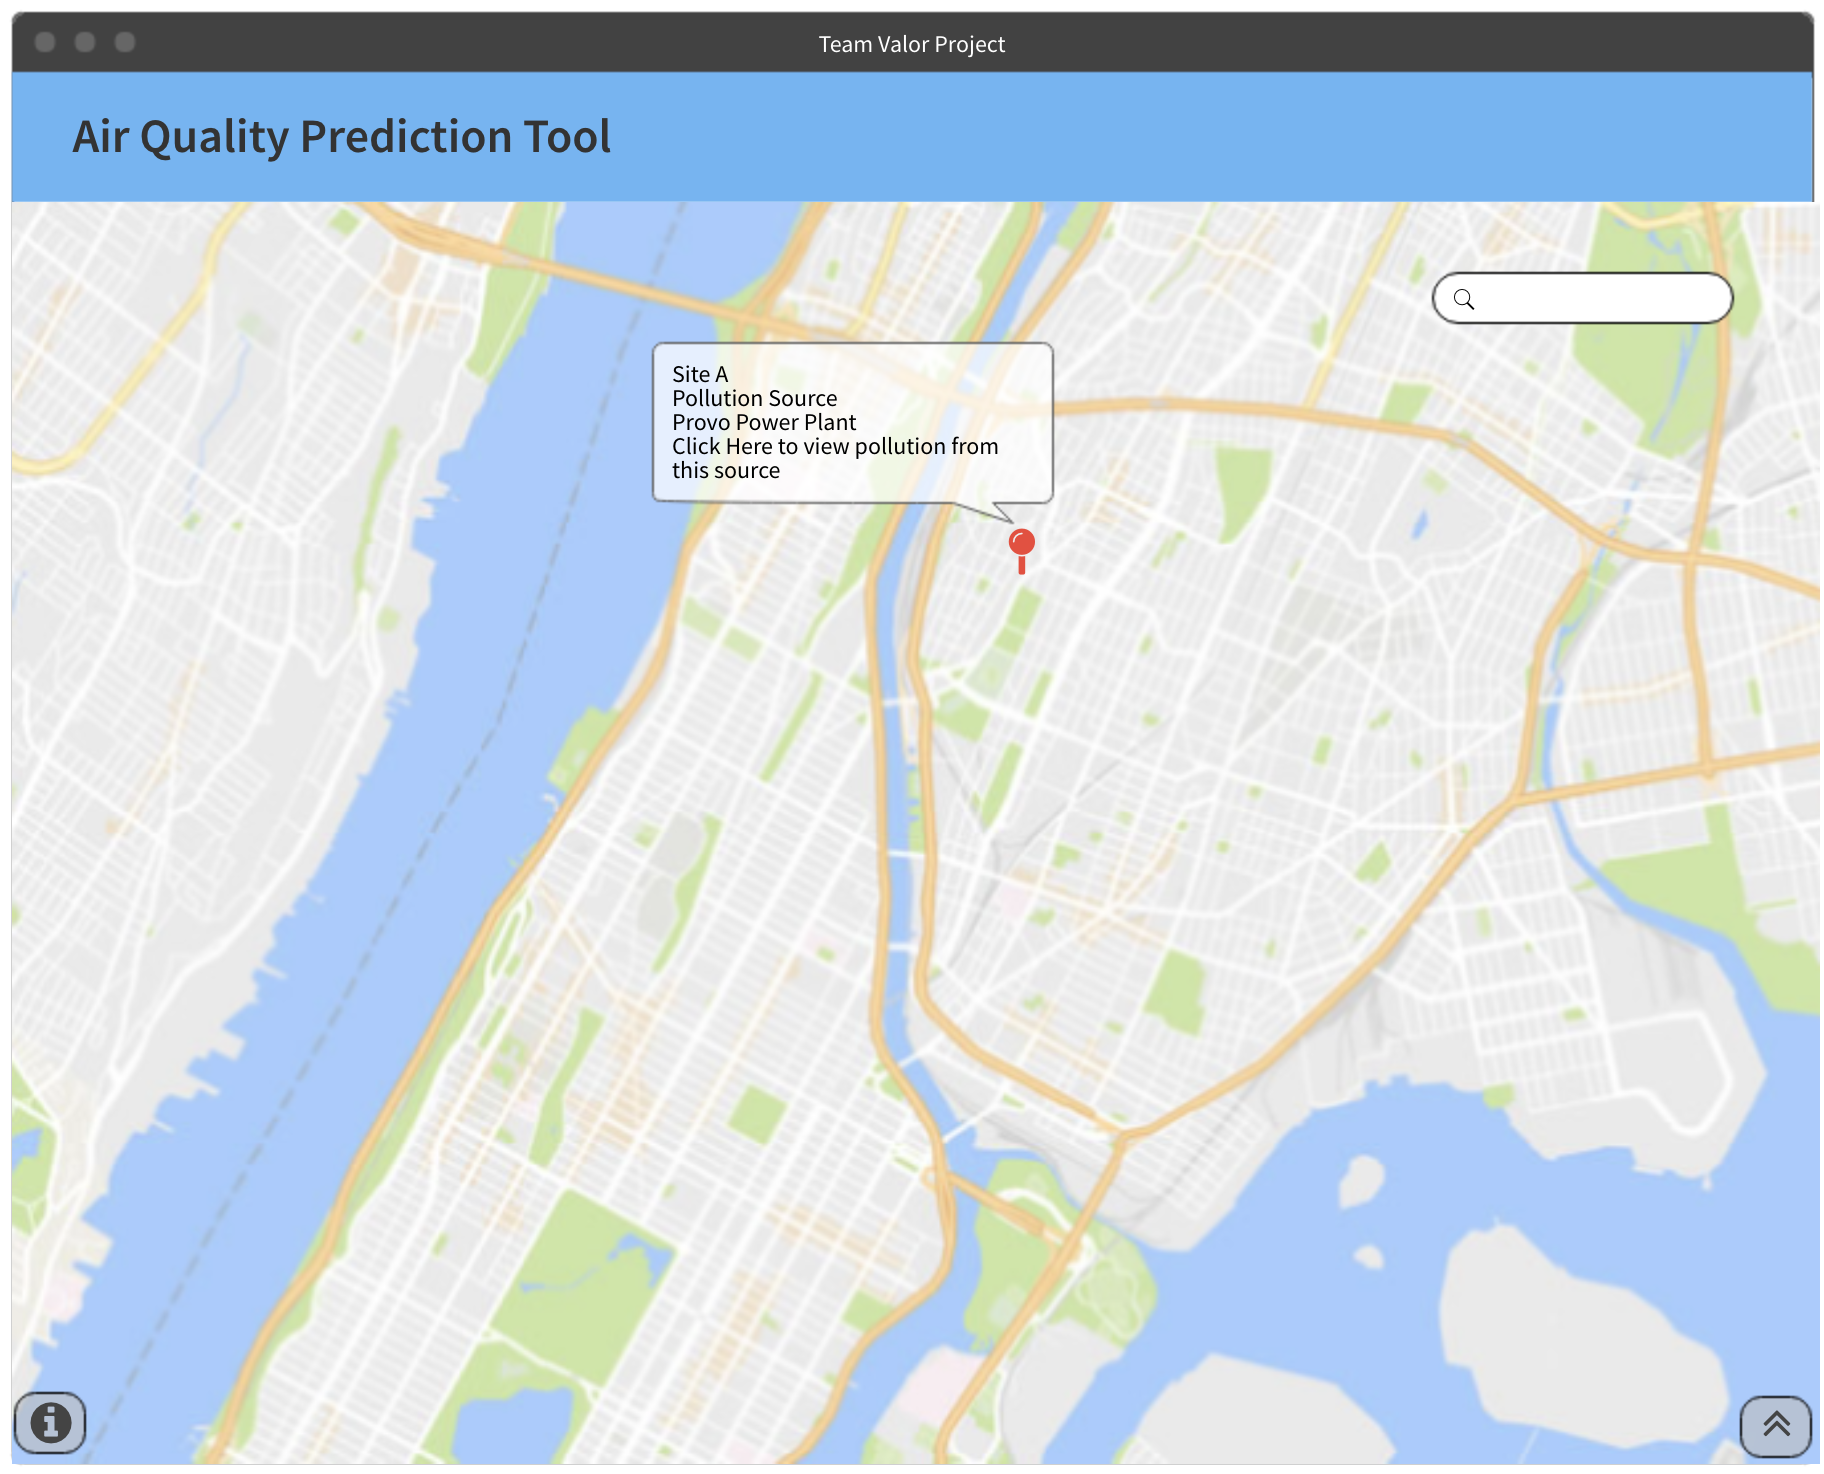 Team Valor Project
Air Quality Prediction Tool
Site A
Pollution Source
Provo Power Plant
Click Here to view pollution from
this source